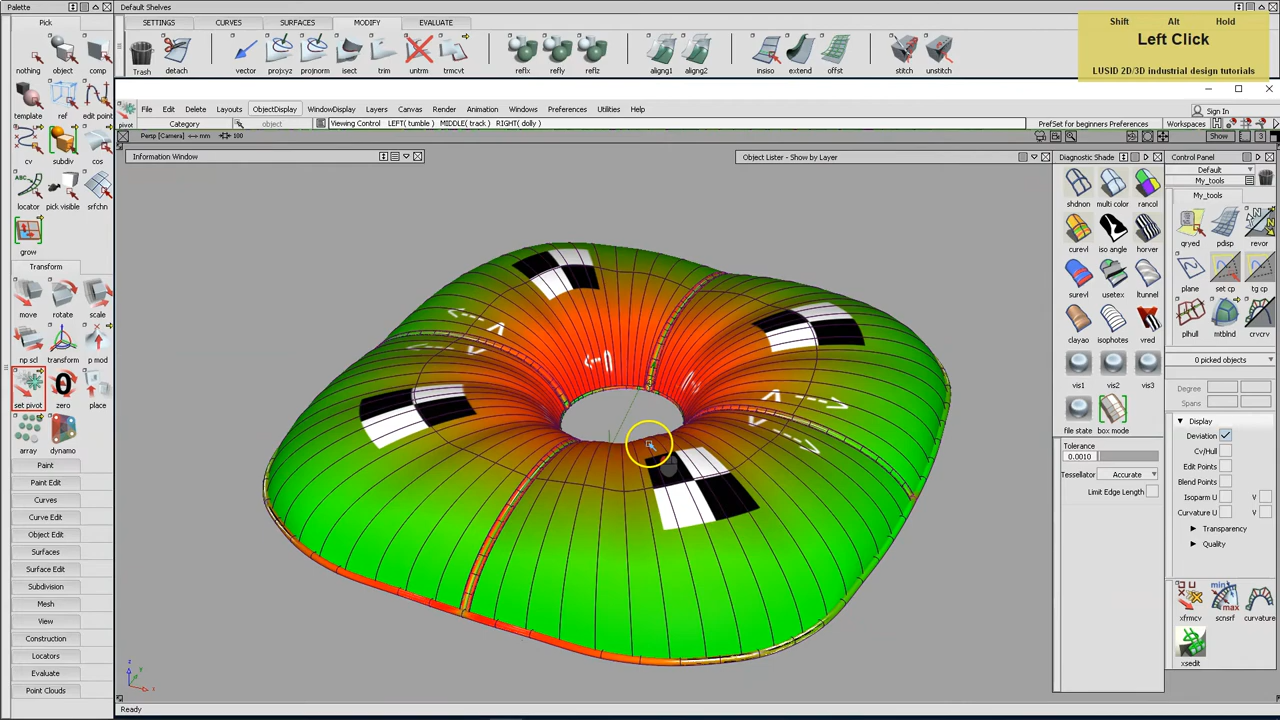 Palette
Default Shelves
Pick
SETTINGS CURVES SURFACES MODIFY EVALUATE
Shift Alt Hold
Left Click
LUSID 2D/3D industrial design tutorials
nothing object comp
Trash detach vector projxyz projnorm isect trim untrm trmcvt reflx refly reflz aligng1 aligng2 insiso extend offst stitch unstitch
template ref edit point
File Edit Delete Layouts ObjectDisplay WindowDisplay Layers Canvas Render Animation Windows Preferences Utilities Help
Sign In
pivot Category object Viewing Control LEFT( tumble ) MIDDLE( track ) RIGHT( dolly ) PrefSet for beginners Preferences Workspaces
Persp [Camera] mm 100 Show 3
Information Window
Object Lister - Show by Layer
Diagnostic Shade
Control Panel
cv subdiv cos
locator pick visible srfchn
grow
Default
My_tools
My_tools
shdnon multi color rancol
curevl iso angle horver
surevl usetex ltunnel
clayao isophotes vred
vis1 vis2 vis3
file state box mode
Tolerance
0.0010
Tessellator Accurate
Limit Edge Length
qryed pdisp revor
plane set cp tg cp
plhull mtblnd crvcrv
0 picked objects
Degree
Spans
Display
Deviation
Cv/Hull
Edit Points
Blend Points
Isoparm U V
Curvature U V
Transparency
Quality
xfrmcv scnsrf curvature
xsedit
Transform
move rotate scale
np scl transform p mod
set pivot zero place
array dynamo
Paint
Paint Edit
Curves
Curve Edit
Object Edit
Surfaces
Surface Edit
Subdivision
Mesh
View
Construction
Locators
Evaluate
Point Clouds
Ready